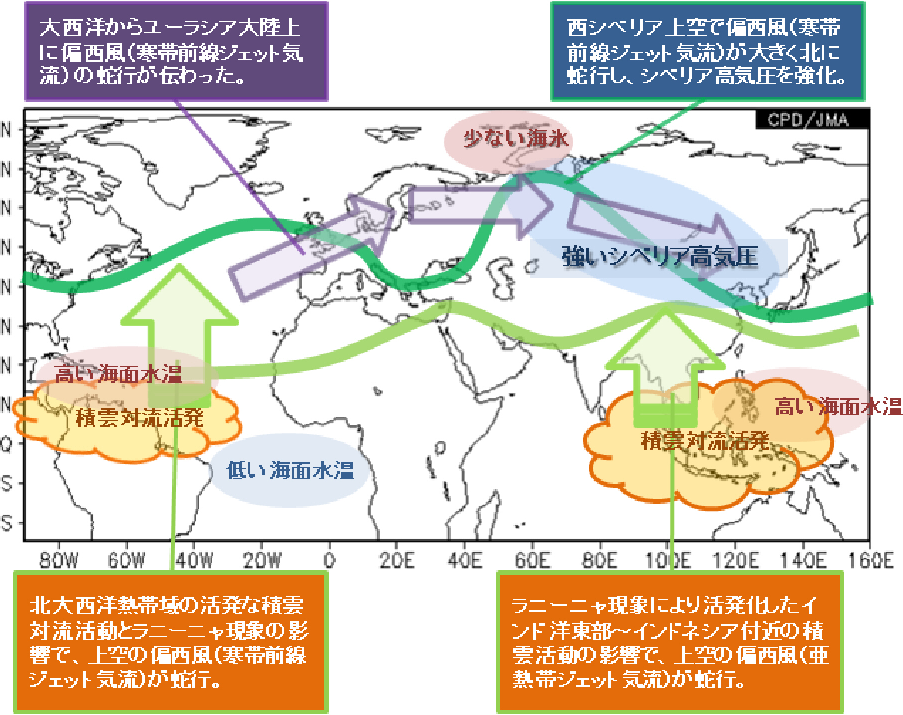 大西洋からユーラシア大陸上
に偏西風(寒帯前線ジェット気
流)の蛇行が伝わった。
西シベリア上空で偏西風(寒帯
前線ジェット気流)が大きく北に
蛇行し、シベリア高気圧を強化。
CPD/JMA
少ない海氷
強いシベリア高気圧
高い海面水温
積雲対流活発
低い海面水温
高い海面水温
積雲対流活発
N
N
N
N
N
N
N
N
Q
S
S
80W 60W 40W 20W 0 20E 40E 60E 80E 100E 120E 140E 160E
北大西洋熱帯域の活発な積雲
対流活動とラニーニャ現象の影
響で、上空の偏西風(寒帯前線
ジェット気流)が蛇行。
ラニーニャ現象により活発化したイ
ンド洋東部～インドネシア付近の積
雲活動の影響で、上空の偏西風(亜
熱帯ジェット気流)が蛇行。